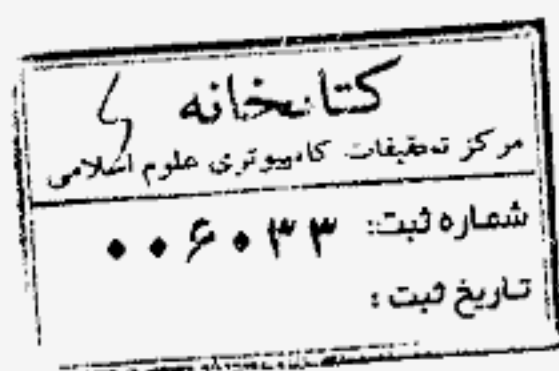 کتابخانه
مرکز تحقیقات کامپیوتری علوم اسلامی
شماره ثبت: ۰۰۶۰۳۳
تاریخ ثبت: